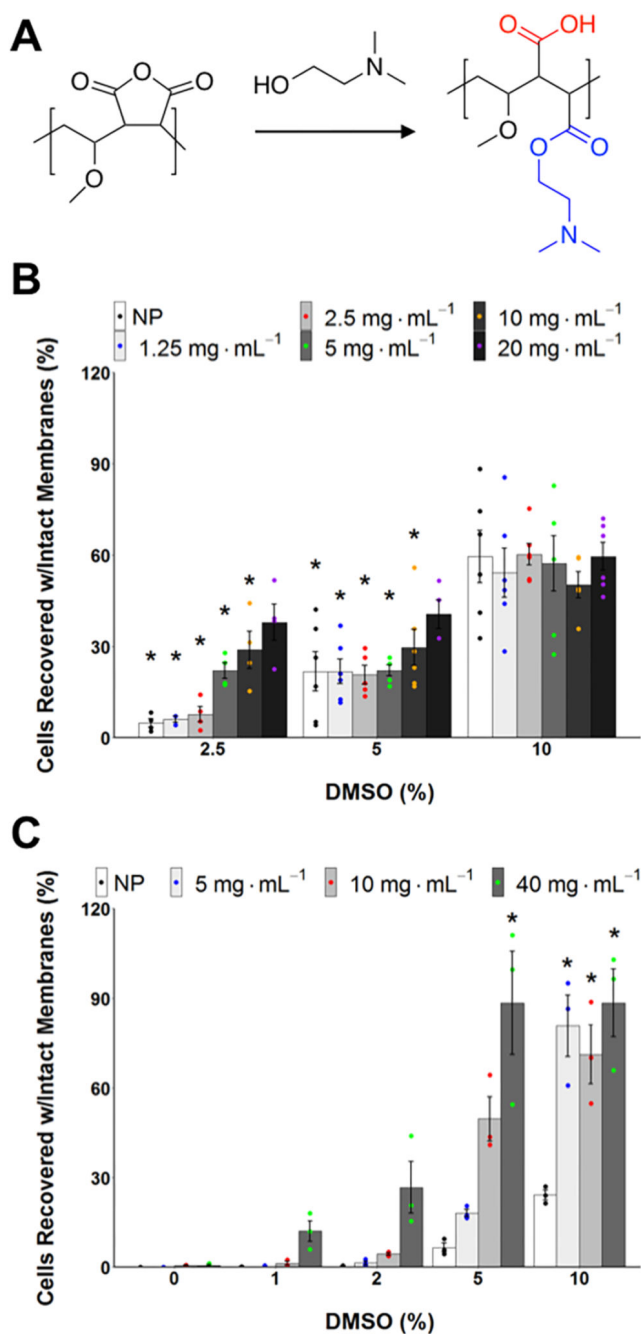 A
O O O
HO N
O
O OH
O
O O
N
B
NP 2.5 mg · mL⁻¹ 10 mg · mL⁻¹
1.25 mg · mL⁻¹ 5 mg · mL⁻¹ 20 mg · mL⁻¹
Cells Recovered w/Intact Membranes (%)
120
90
60
30
0
* * * * *
* * * * *
2.5 5 10
DMSO (%)
C
NP 5 mg · mL⁻¹ 10 mg · mL⁻¹ 40 mg · mL⁻¹
Cells Recovered w/Intact Membranes (%)
120
90
60
30
0
* * * *
0 1 2 5 10
DMSO (%)